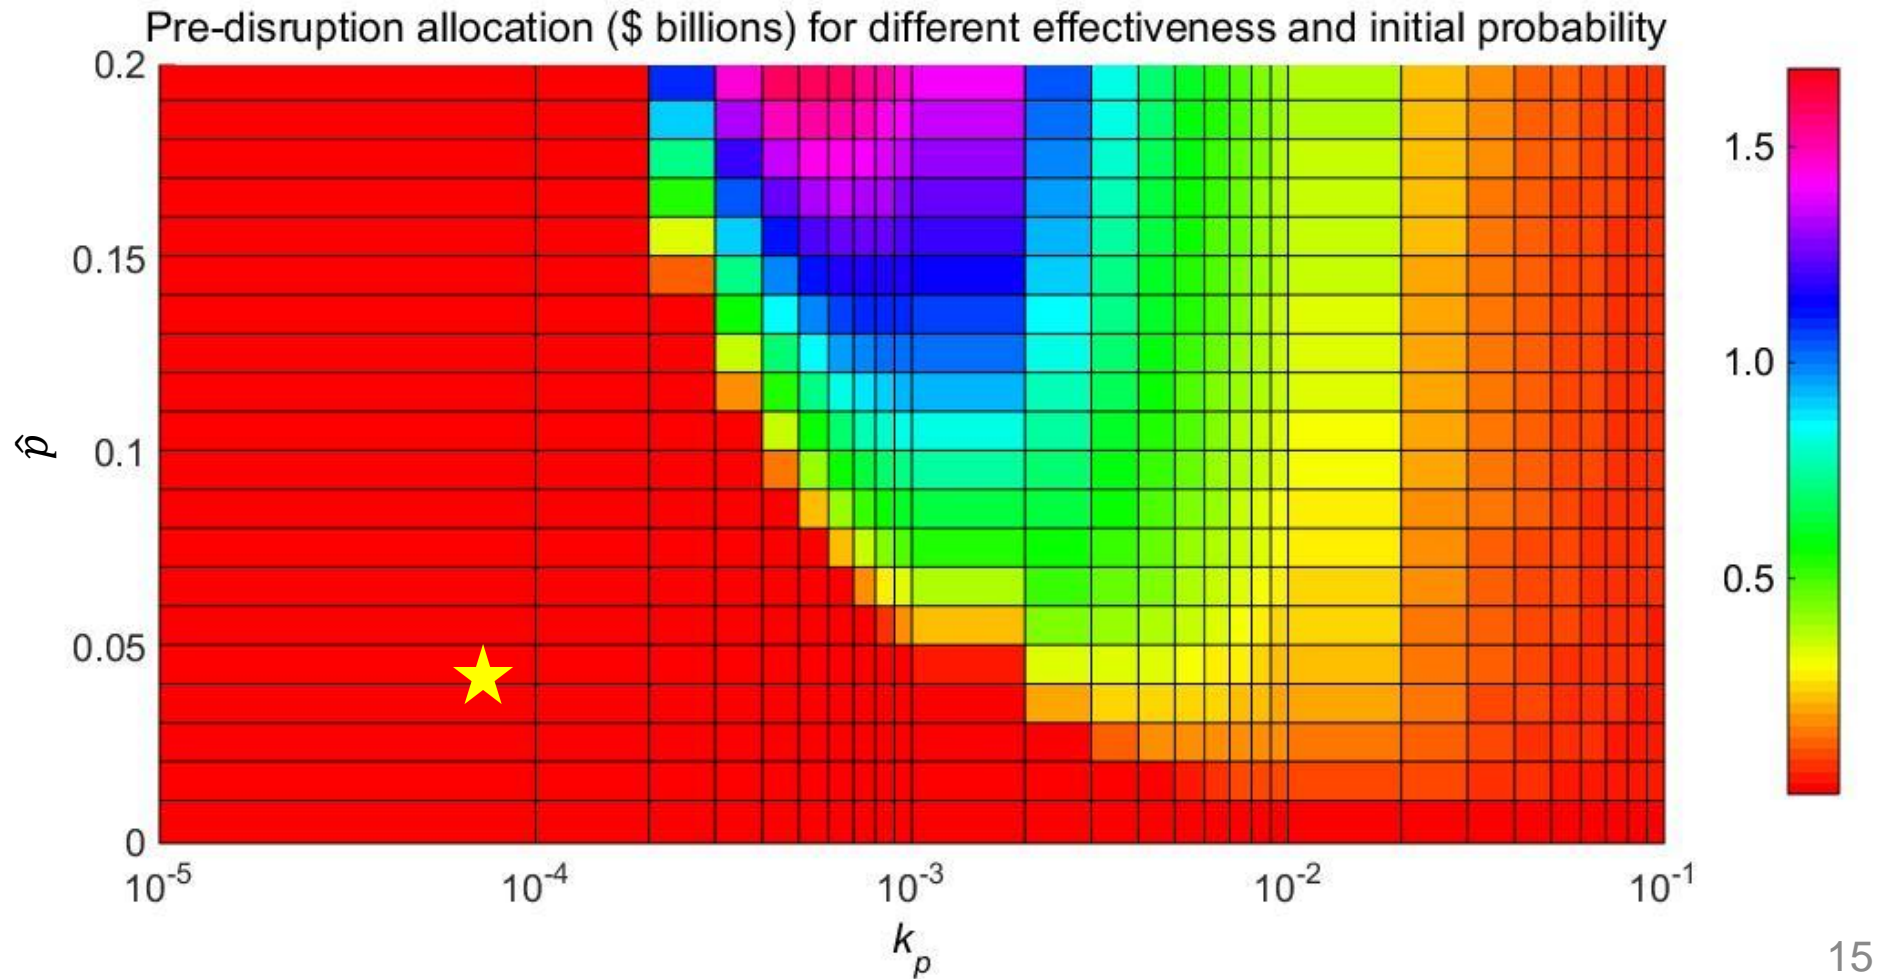 Pre-disruption allocation ($ billions) for different effectiveness and initial probability
0.2
0.15
0.1
0.05
0
p̂
10⁻⁵ 10⁻⁴ 10⁻³ 10⁻² 10⁻¹
kₚ
1.5
1.0
0.5
15